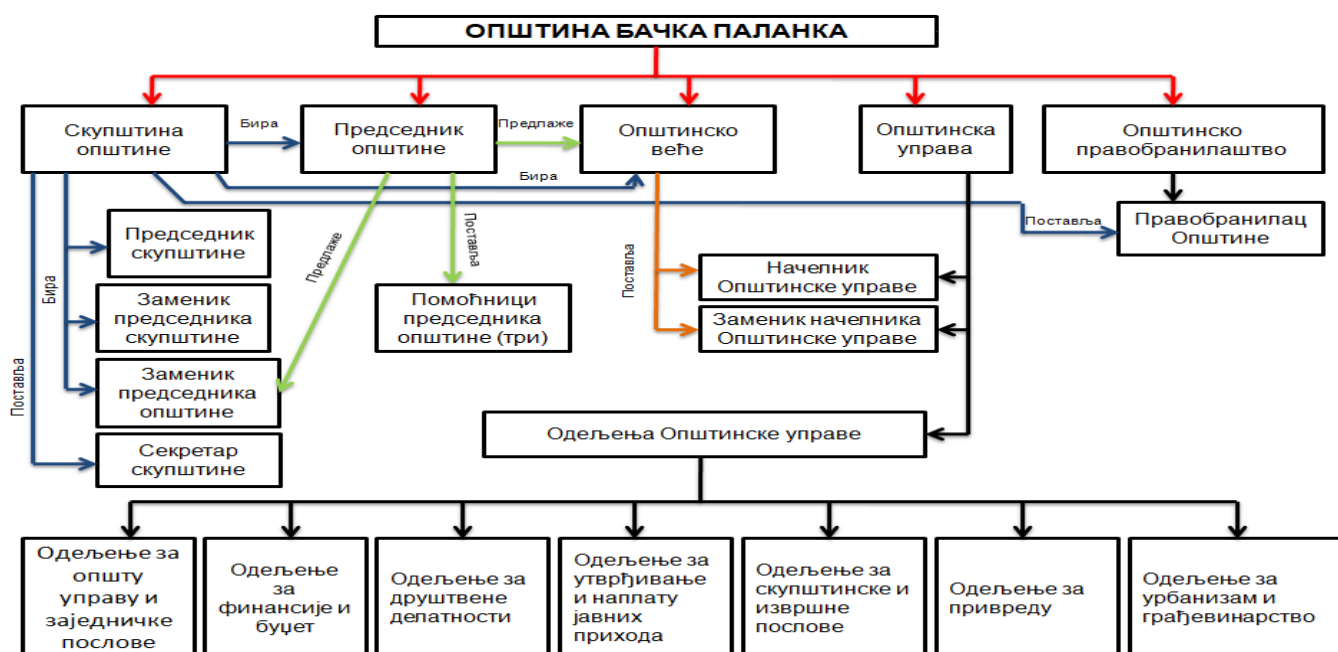 ОПШТИНА БАЧКА ПАЛАНКА
Скупштина
општине
Бира
Председник
општине
Предлаже
Општинско
веће
Општинска
управа
Општинско
правобранилаштво
Бира
Поставља
Правобранилац
Општине
Председник
скупштине
Бира
Заменик
председника
скупштине
Заменик
председника
општине
Поставља
Секретар
скупштине
Предлаже
Поставља
Помоћници
председника
општине (три)
Поставља
Начелник
Општинске управе
Заменик начелника
Општинске управе
Одељења Општинске управе
Одељење за
општу
управу и
заједничке
послове
Одељење
за
финансије и
буџет
Одељење за
друштвене
делатности
Одељење за
утврђивање
и наплату
јавних
прихода
Одељење за
скупштинске и
извршне
послове
Одељење за
привреду
Одељење за
урбанизам и
грађевинарство